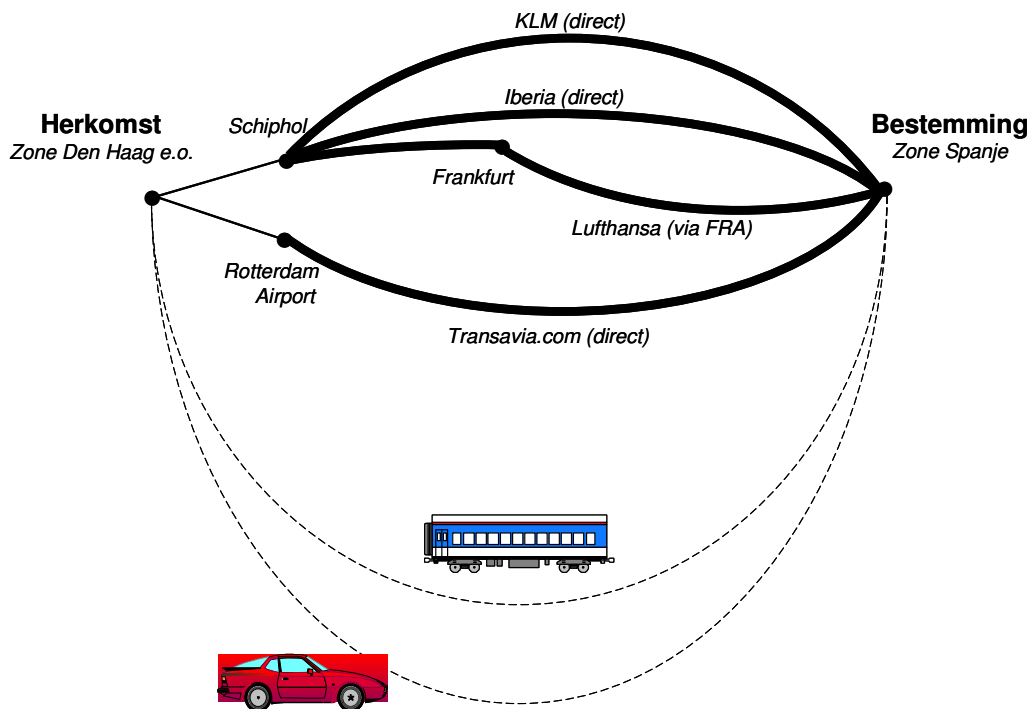 KLM (direct)
Iberia (direct)
Herkomst
Zone Den Haag e.o.
Schiphol
Bestemming
Zone Spanje
Frankfurt
Lufthansa (via FRA)
Rotterdam
Airport
Transavia.com (direct)